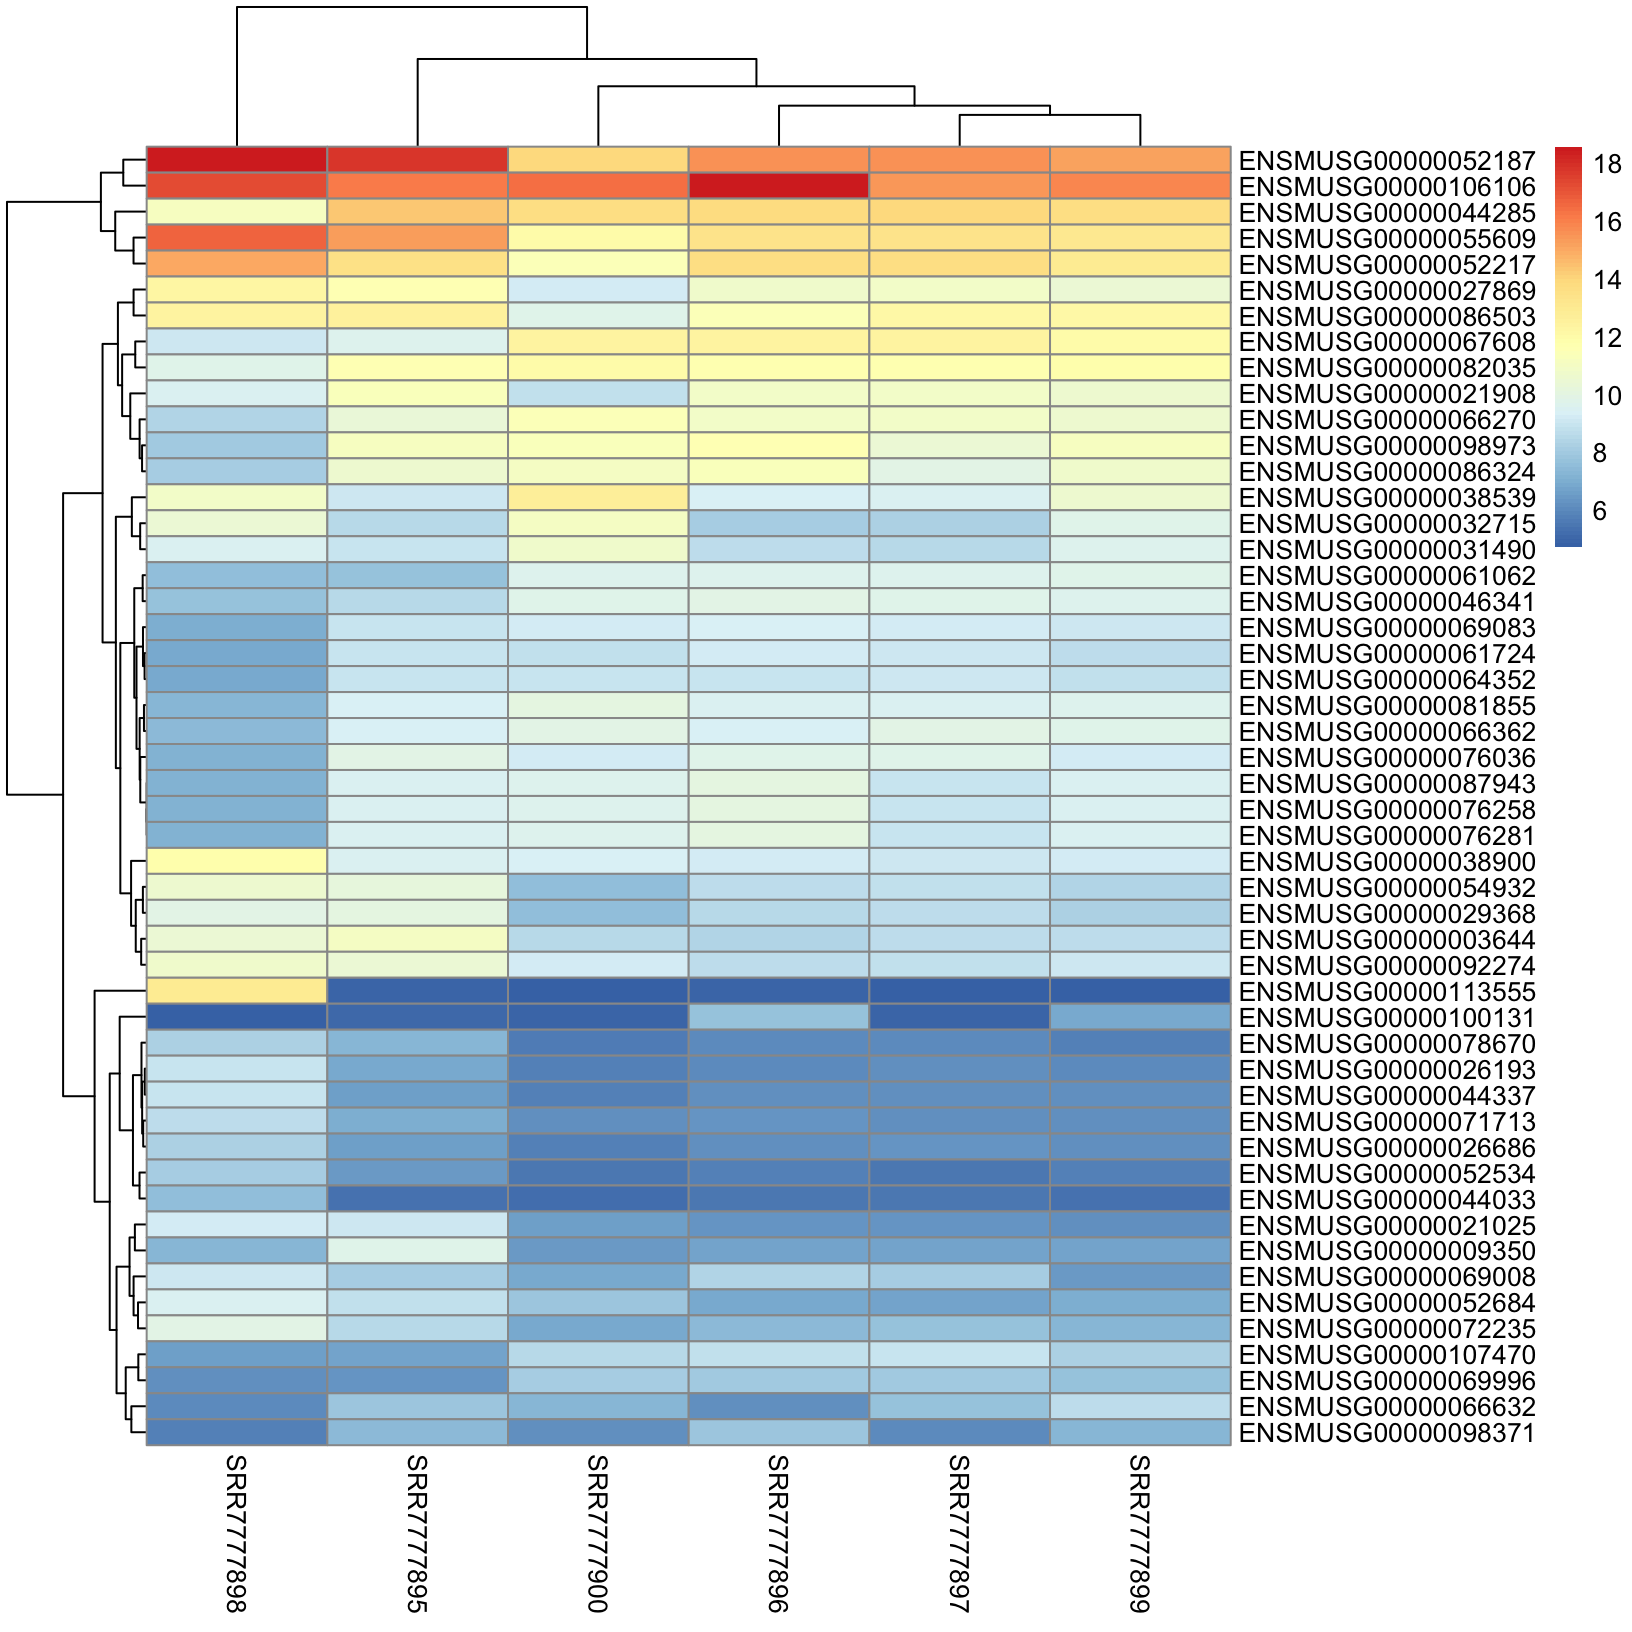 ENSMUSG00000052187
ENSMUSG00000106106
ENSMUSG00000044285
ENSMUSG00000055609
ENSMUSG00000052217
ENSMUSG00000027869
ENSMUSG00000086503
ENSMUSG00000067608
ENSMUSG00000082035
ENSMUSG00000021908
ENSMUSG00000066270
ENSMUSG00000098973
ENSMUSG00000086324
ENSMUSG00000038539
ENSMUSG00000032715
ENSMUSG00000031490
ENSMUSG00000061062
ENSMUSG00000046341
ENSMUSG00000069083
ENSMUSG00000061724
ENSMUSG00000064352
ENSMUSG00000081855
ENSMUSG00000066362
ENSMUSG00000076036
ENSMUSG00000087943
ENSMUSG00000076258
ENSMUSG00000076281
ENSMUSG00000038900
ENSMUSG00000054932
ENSMUSG00000029368
ENSMUSG00000003644
ENSMUSG00000092274
ENSMUSG00000113555
ENSMUSG00000100131
ENSMUSG00000078670
ENSMUSG00000026193
ENSMUSG00000044337
ENSMUSG00000071713
ENSMUSG00000026686
ENSMUSG00000052534
ENSMUSG00000044033
ENSMUSG00000021025
ENSMUSG00000009350
ENSMUSG00000069008
ENSMUSG00000052684
ENSMUSG00000072235
ENSMUSG00000107470
ENSMUSG00000069996
ENSMUSG00000066632
ENSMUSG00000098371
18
16
14
12
10
8
6
SRR7777898
SRR7777895
SRR7777900
SRR7777896
SRR7777897
SRR7777899